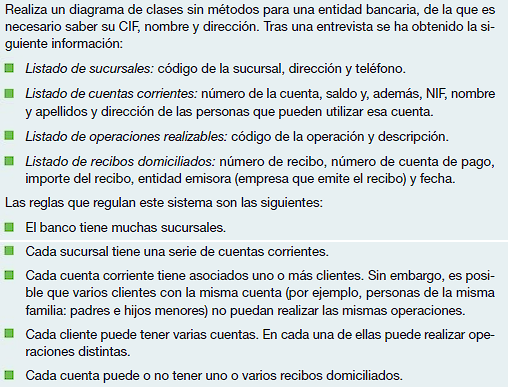 Realiza un diagrama de clases sin métodos para una entidad bancaria, de la que es
necesario saber su CIF, nombre y dirección. Tras una entrevista se ha obtenido la si-
guiente información:
Listado de sucursales: código de la sucursal, dirección y teléfono.
Listado de cuentas corrientes: número de la cuenta, saldo y, además, NIF, nombre
y apellidos y dirección de las personas que pueden utilizar esa cuenta.
Listado de operaciones realizables: código de la operación y descripción.
Listado de recibos domiciliados: número de recibo, número de cuenta de pago,
importe del recibo, entidad emisora (empresa que emite el recibo) y fecha.
Las reglas que regulan este sistema son las siguientes:
El banco tiene muchas sucursales.
Cada sucursal tiene una serie de cuentas corrientes.
Cada cuenta corriente tiene asociados uno o más clientes. Sin embargo, es posi-
ble que varios clientes con la misma cuenta (por ejemplo, personas de la misma
familia: padres e hijos menores) no puedan realizar las mismas operaciones.
Cada cliente puede tener varias cuentas. En cada una de ellas puede realizar ope-
raciones distintas.
Cada cuenta puede o no tener uno o varios recibos domiciliados.